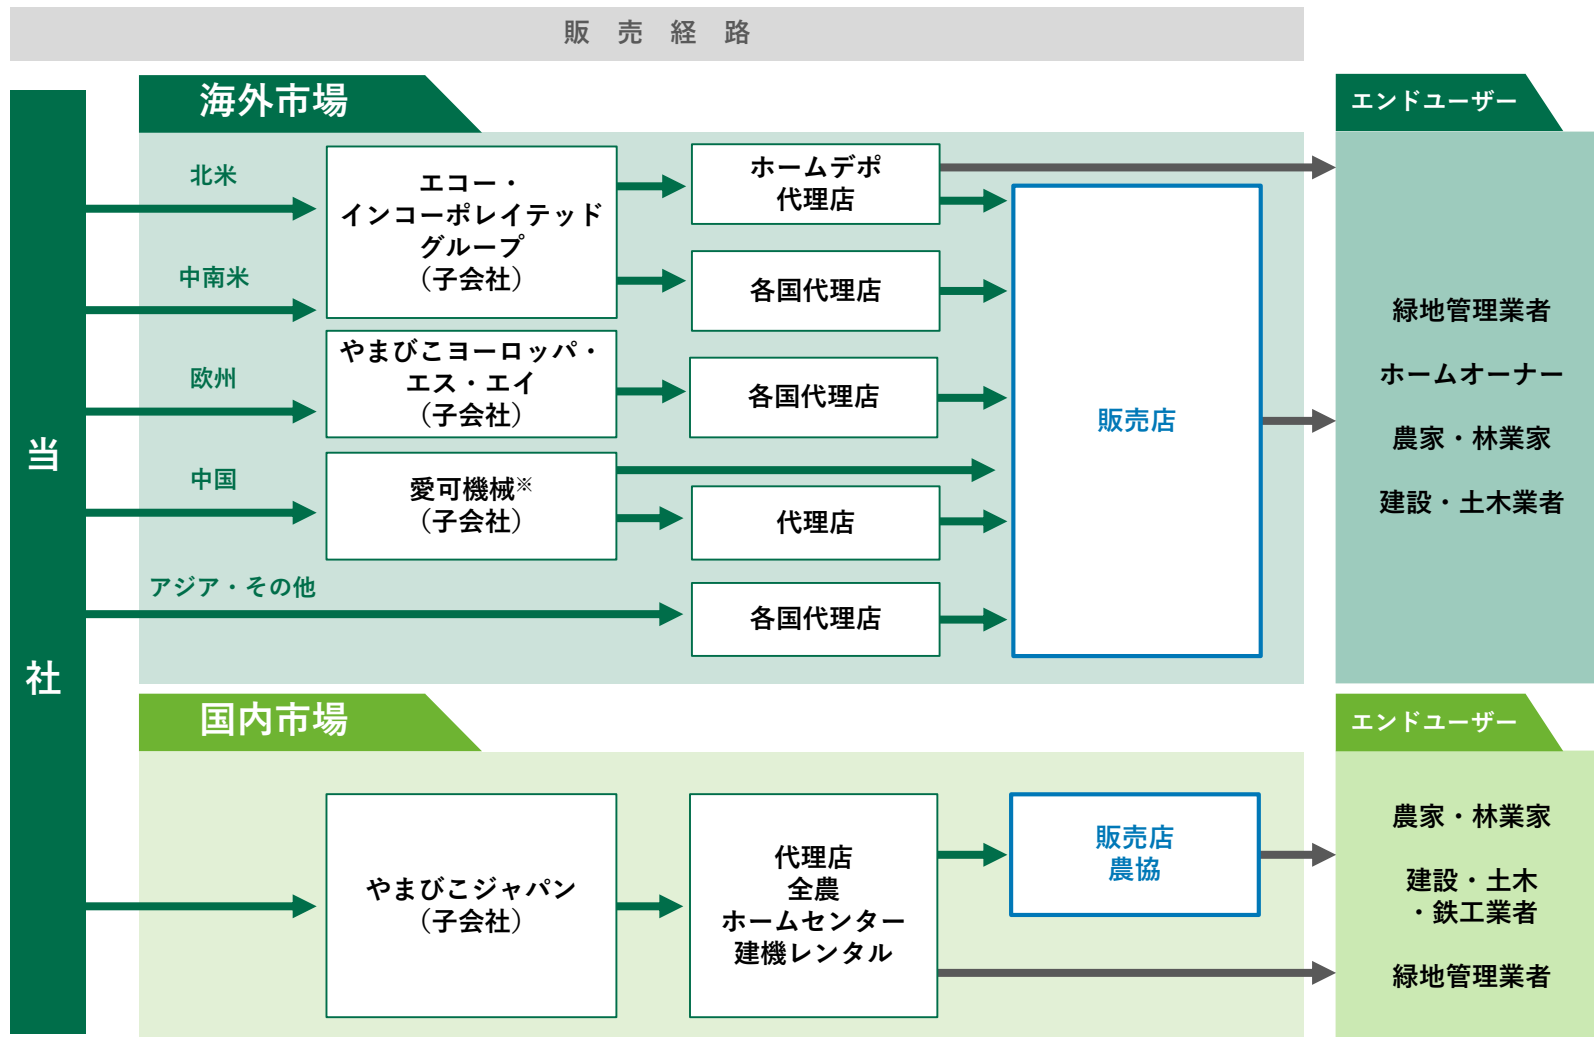 販売経路
当
社
海外市場
北米
中南米
欧州
中国
アジア・その他
エコー・
インコーポレイテッド
グループ
（子会社）
やまびこヨーロッパ・
エス・エイ
（子会社）
愛可機械※
（子会社）
ホームデポ
代理店
各国代理店
各国代理店
代理店
各国代理店
販売店
エンドユーザー
緑地管理業者
ホームオーナー
農家・林業家
建設・土木業者
国内市場
やまびこジャパン
（子会社）
代理店
全農
ホームセンター
建機レンタル
販売店
農協
エンドユーザー
農家・林業家
建設・土木
・鉄工業者
緑地管理業者